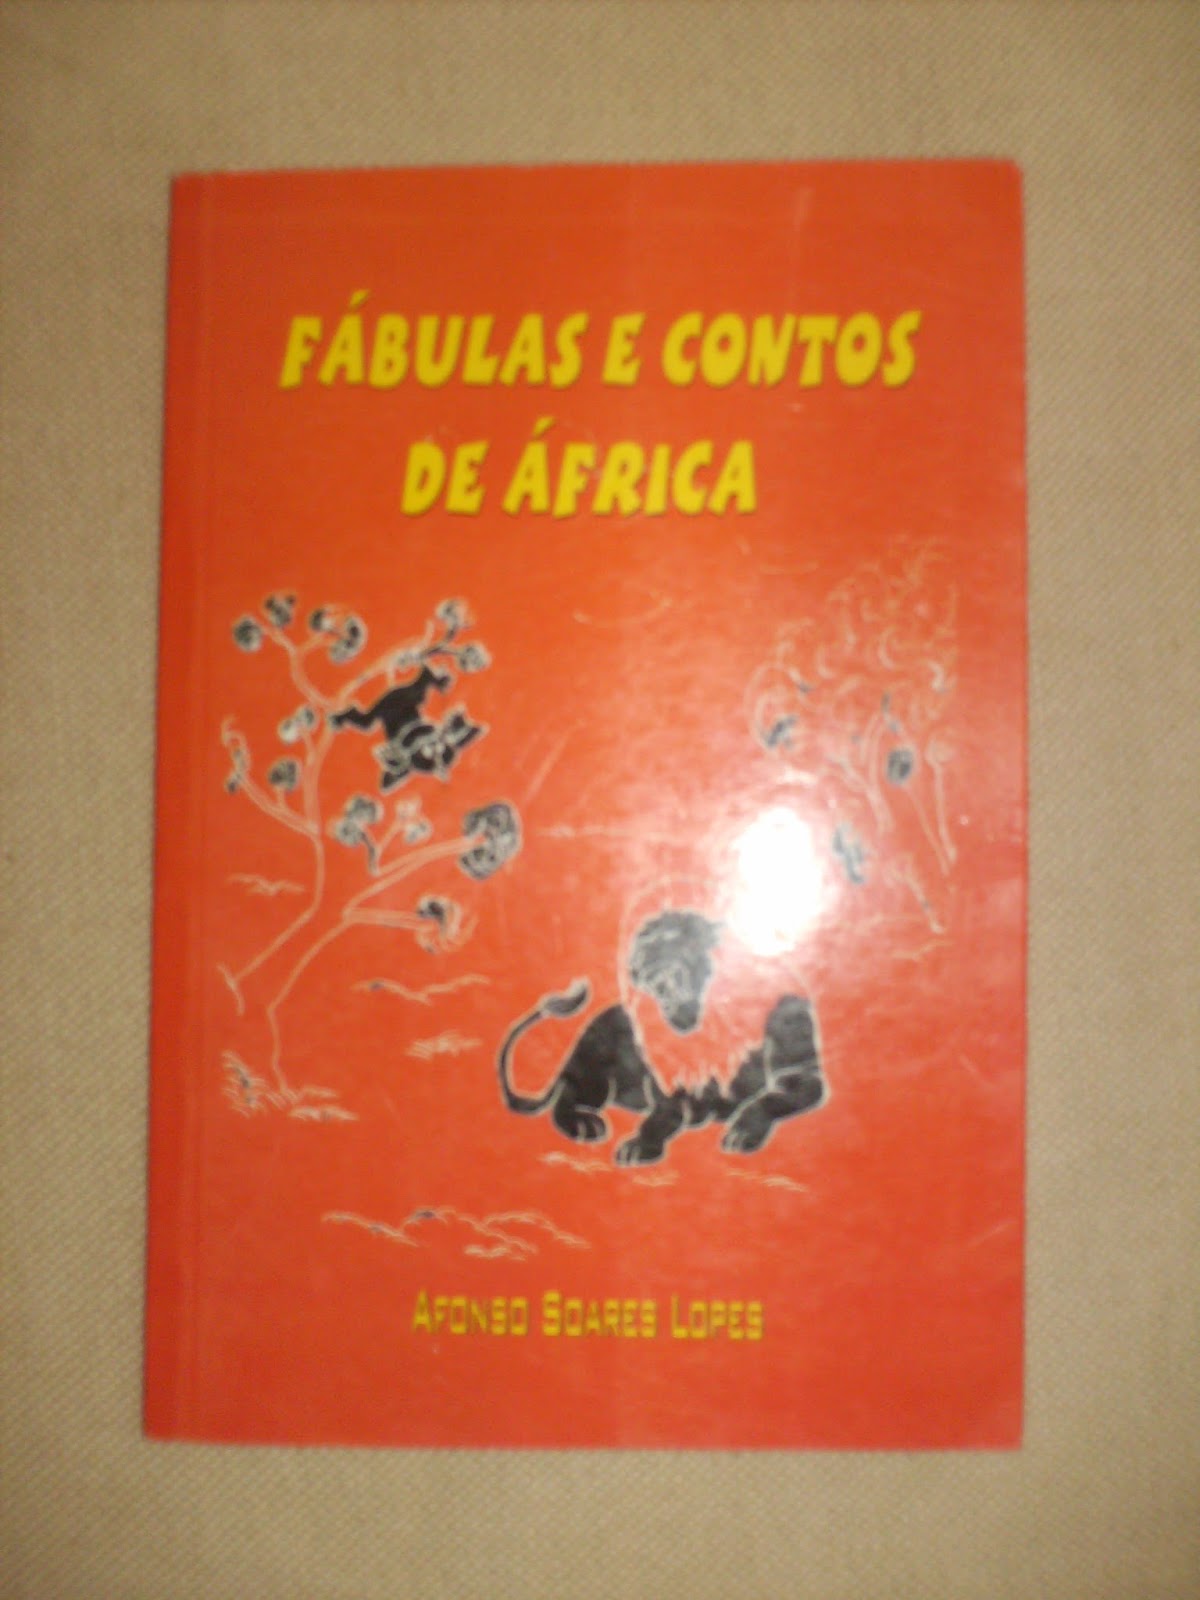 FÁBULAS E CONTOS
DE ÁFRICA
AFONSO SOARES LOPES